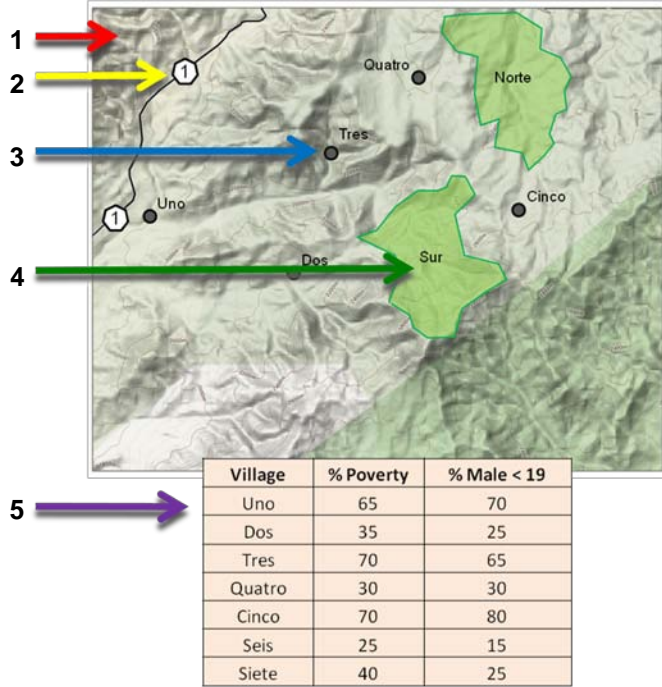 1
2
1
Quatro
Norte
3
Tres
Uno
Cinco
1
4
Dos
Sur
5
Village % Poverty % Male < 19
Uno 65 70
Dos 35 25
Tres 70 65
Quatro 30 30
Cinco 70 80
Seis 25 15
Siete 40 25